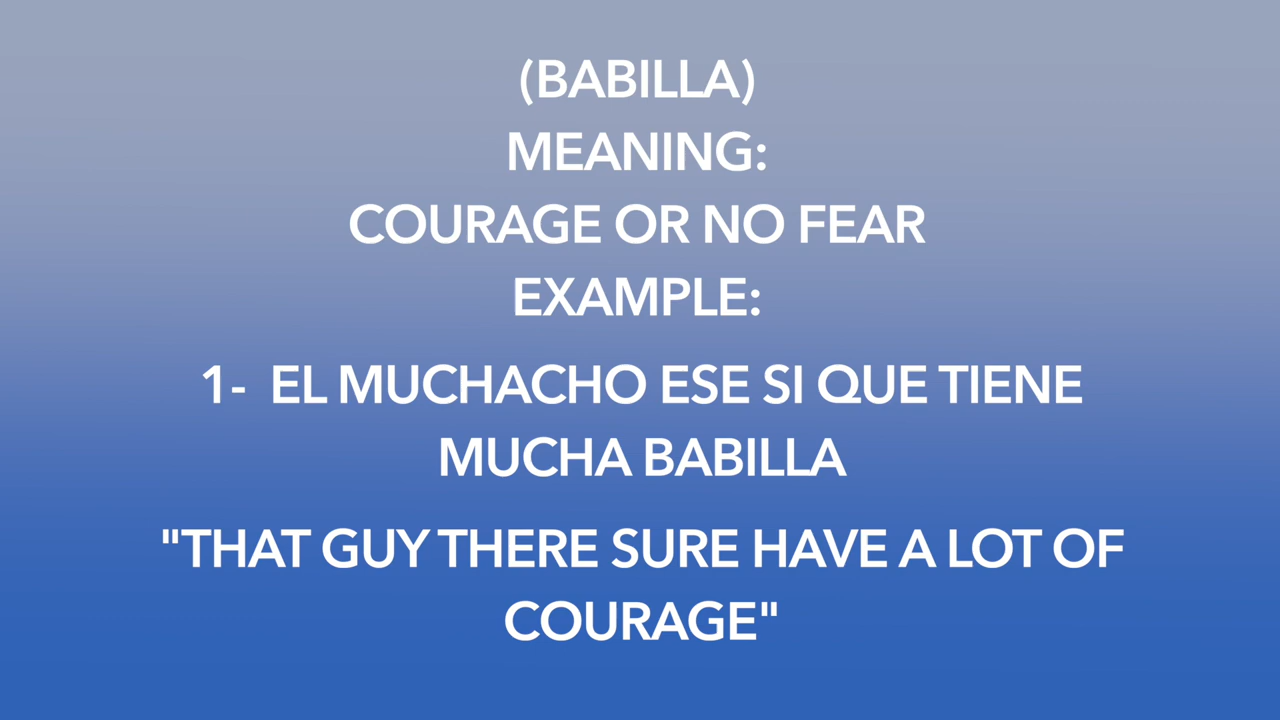 (BABILLA)
MEANING:
COURAGE OR NO FEAR
EXAMPLE:
1- EL MUCHACHO ESE SI QUE TIENE
MUCHA BABILLA
"THAT GUY THERE SURE HAVE A LOT OF
COURAGE"